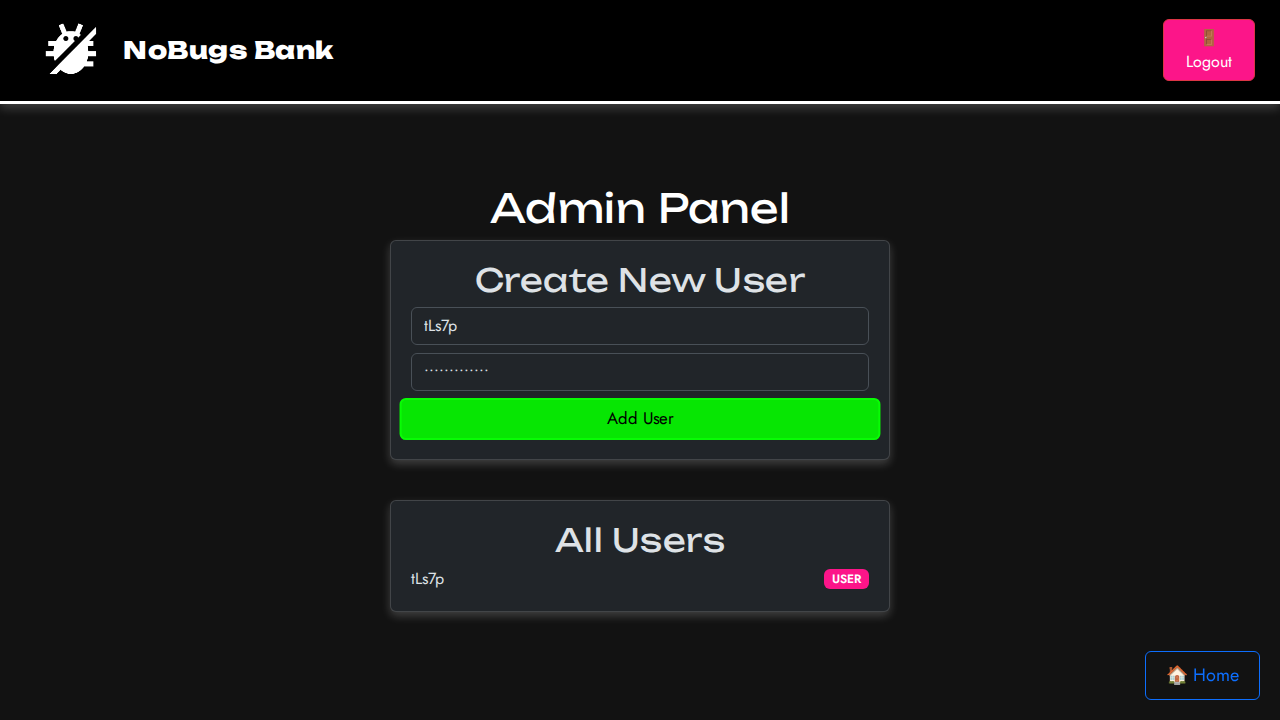 NoBugs Bank
🚪
Logout
Admin Panel
Create New User
tLs7p
·············
Add User
All Users
tLs7p USER
🏠 Home